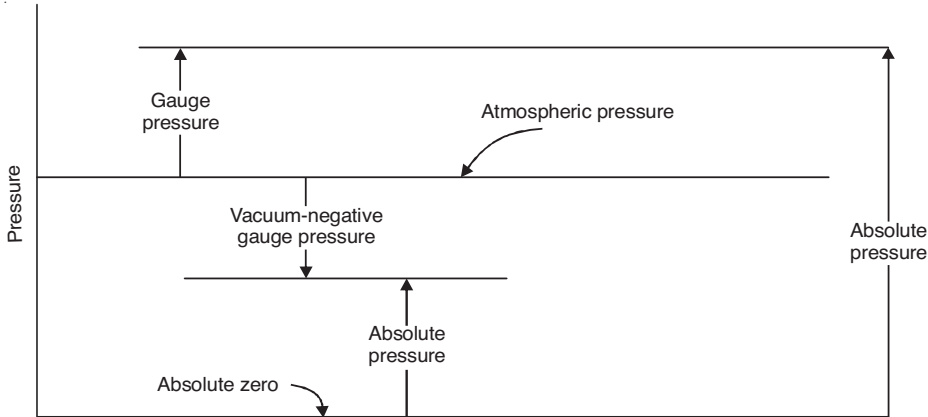 Gauge
pressure
Atmospheric pressure
Pressure
Vacuum-negative
gauge pressure
Absolute
pressure
Absolute
pressure
Absolute zero